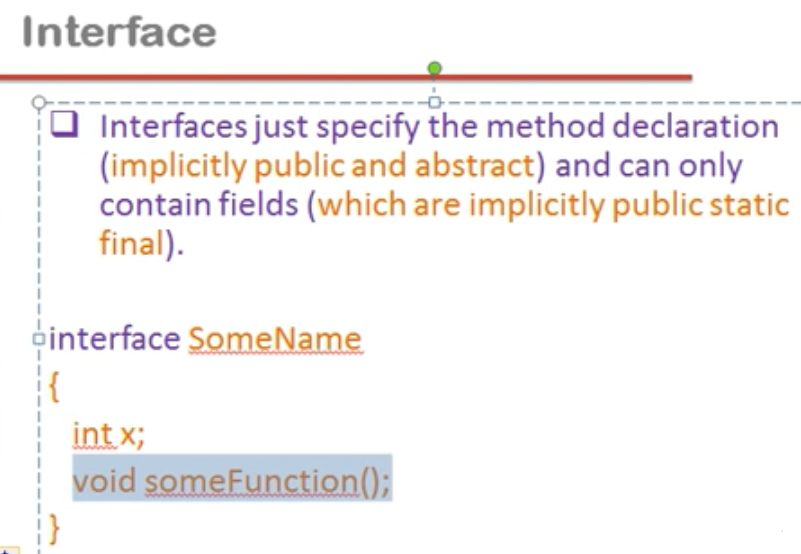 Interface
❑ Interfaces just specify the method declaration
(implicitly public and abstract) and can only
contain fields (which are implicitly public static
final).
interface SomeName
{
int x;
void someFunction();
}